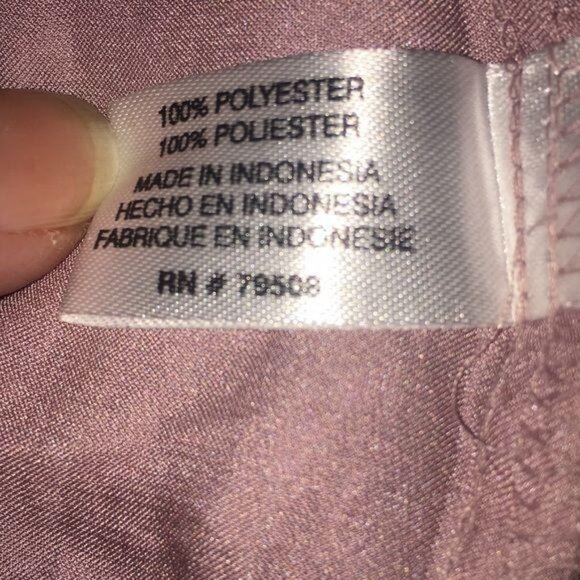 100% POLYESTER
100% POLIESTER
MADE IN INDONESIA
HECHO EN INDONESIA
FABRIQUE EN INDONESIE
RN # 79508